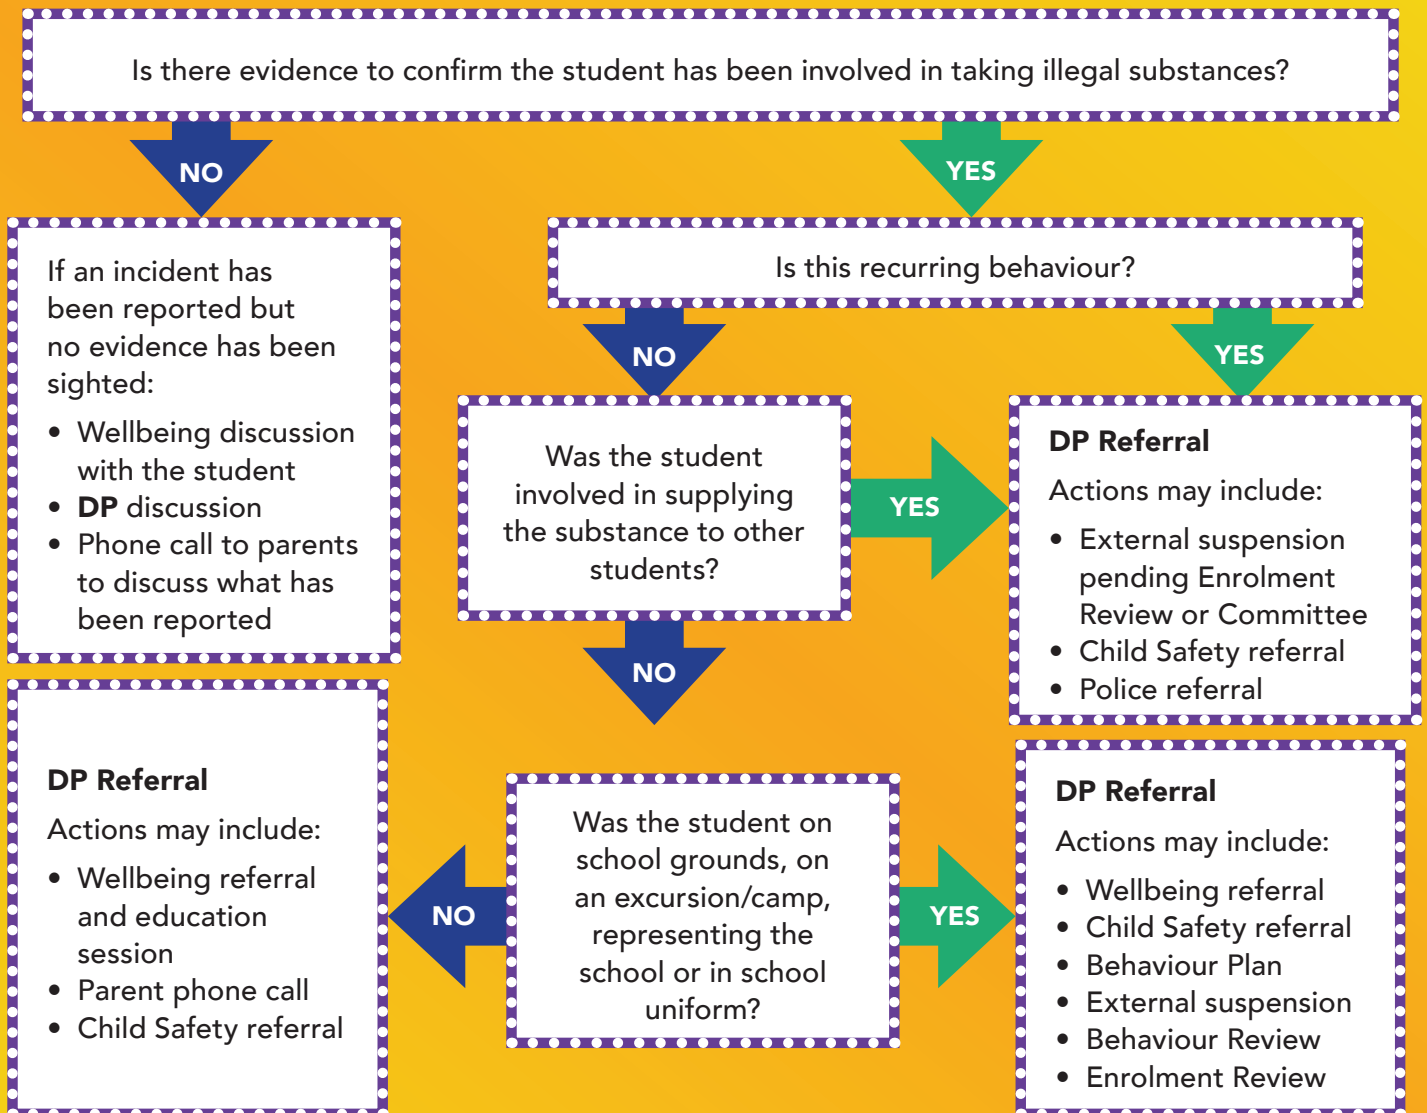 Is there evidence to confirm the student has been involved in taking illegal substances?
NO
YES
If an incident has
been reported but
no evidence has been
sighted:
• Wellbeing discussion
with the student
• DP discussion
• Phone call to parents
to discuss what has
been reported
Is this recurring behaviour?
NO
YES
Was the student
involved in supplying
the substance to other
students?
YES
NO
DP Referral
Actions may include:
• External suspension
pending Enrolment
Review or Committee
• Child Safety referral
• Police referral
Was the student on
school grounds, on
an excursion/camp,
representing the
school or in school
uniform?
NO
YES
DP Referral
Actions may include:
• Wellbeing referral
and education
session
• Parent phone call
• Child Safety referral
DP Referral
Actions may include:
• Wellbeing referral
• Child Safety referral
• Behaviour Plan
• External suspension
• Behaviour Review
• Enrolment Review